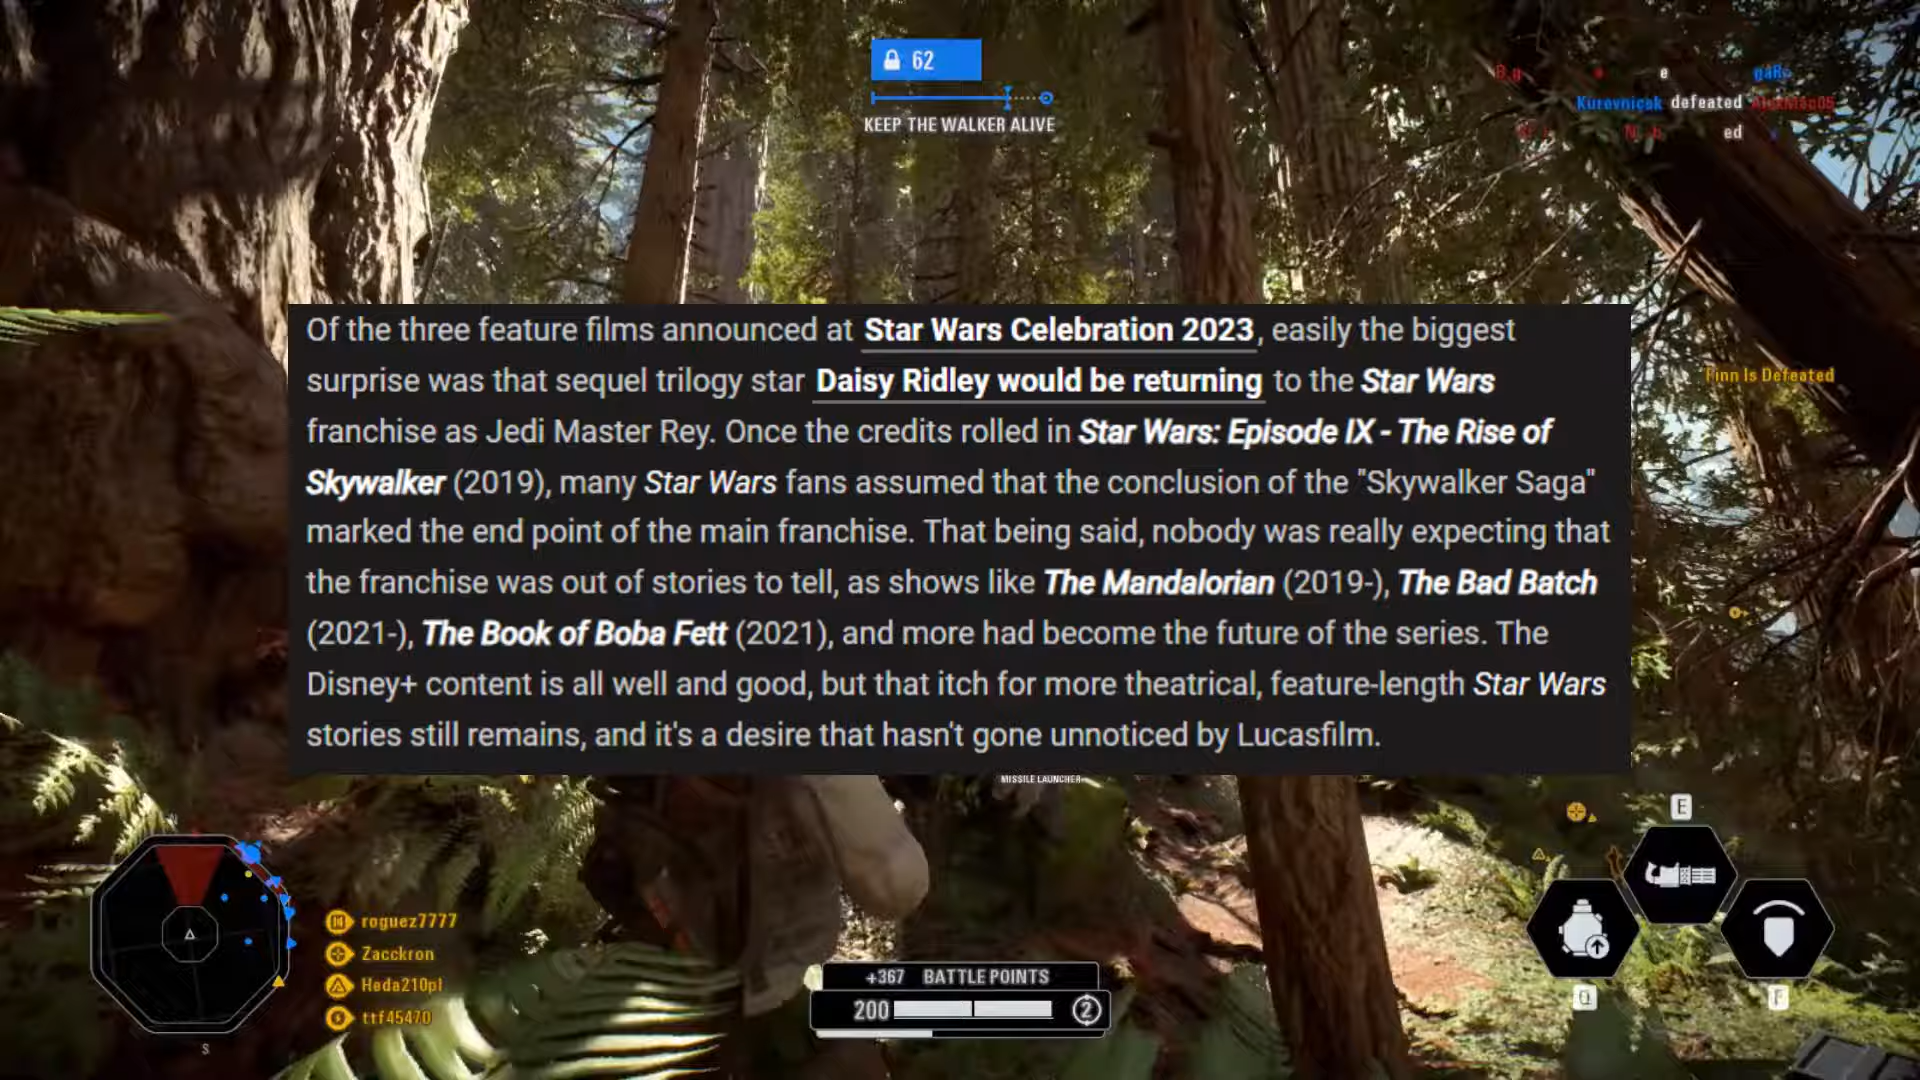 62
KEEP THE WALKER ALIVE
Kurovnicok defeated
Finn Is Defeated
Of the three feature films announced at Star Wars Celebration 2023, easily the biggest
surprise was that sequel trilogy star Daisy Ridley would be returning to the Star Wars
franchise as Jedi Master Rey. Once the credits rolled in Star Wars: Episode IX - The Rise of
Skywalker (2019), many Star Wars fans assumed that the conclusion of the "Skywalker Saga"
marked the end point of the main franchise. That being said, nobody was really expecting that
the franchise was out of stories to tell, as shows like The Mandalorian (2019-), The Bad Batch
(2021-), The Book of Boba Fett (2021), and more had become the future of the series. The
Disney+ content is all well and good, but that itch for more theatrical, feature-length Star Wars
stories still remains, and it's a desire that hasn't gone unnoticed by Lucasfilm.
MISSILE LAUNCHER
E
Q
F
roguez7777
Zacckron
Heda210pl
ttf45470
S
+367 BATTLE POINTS
200
2